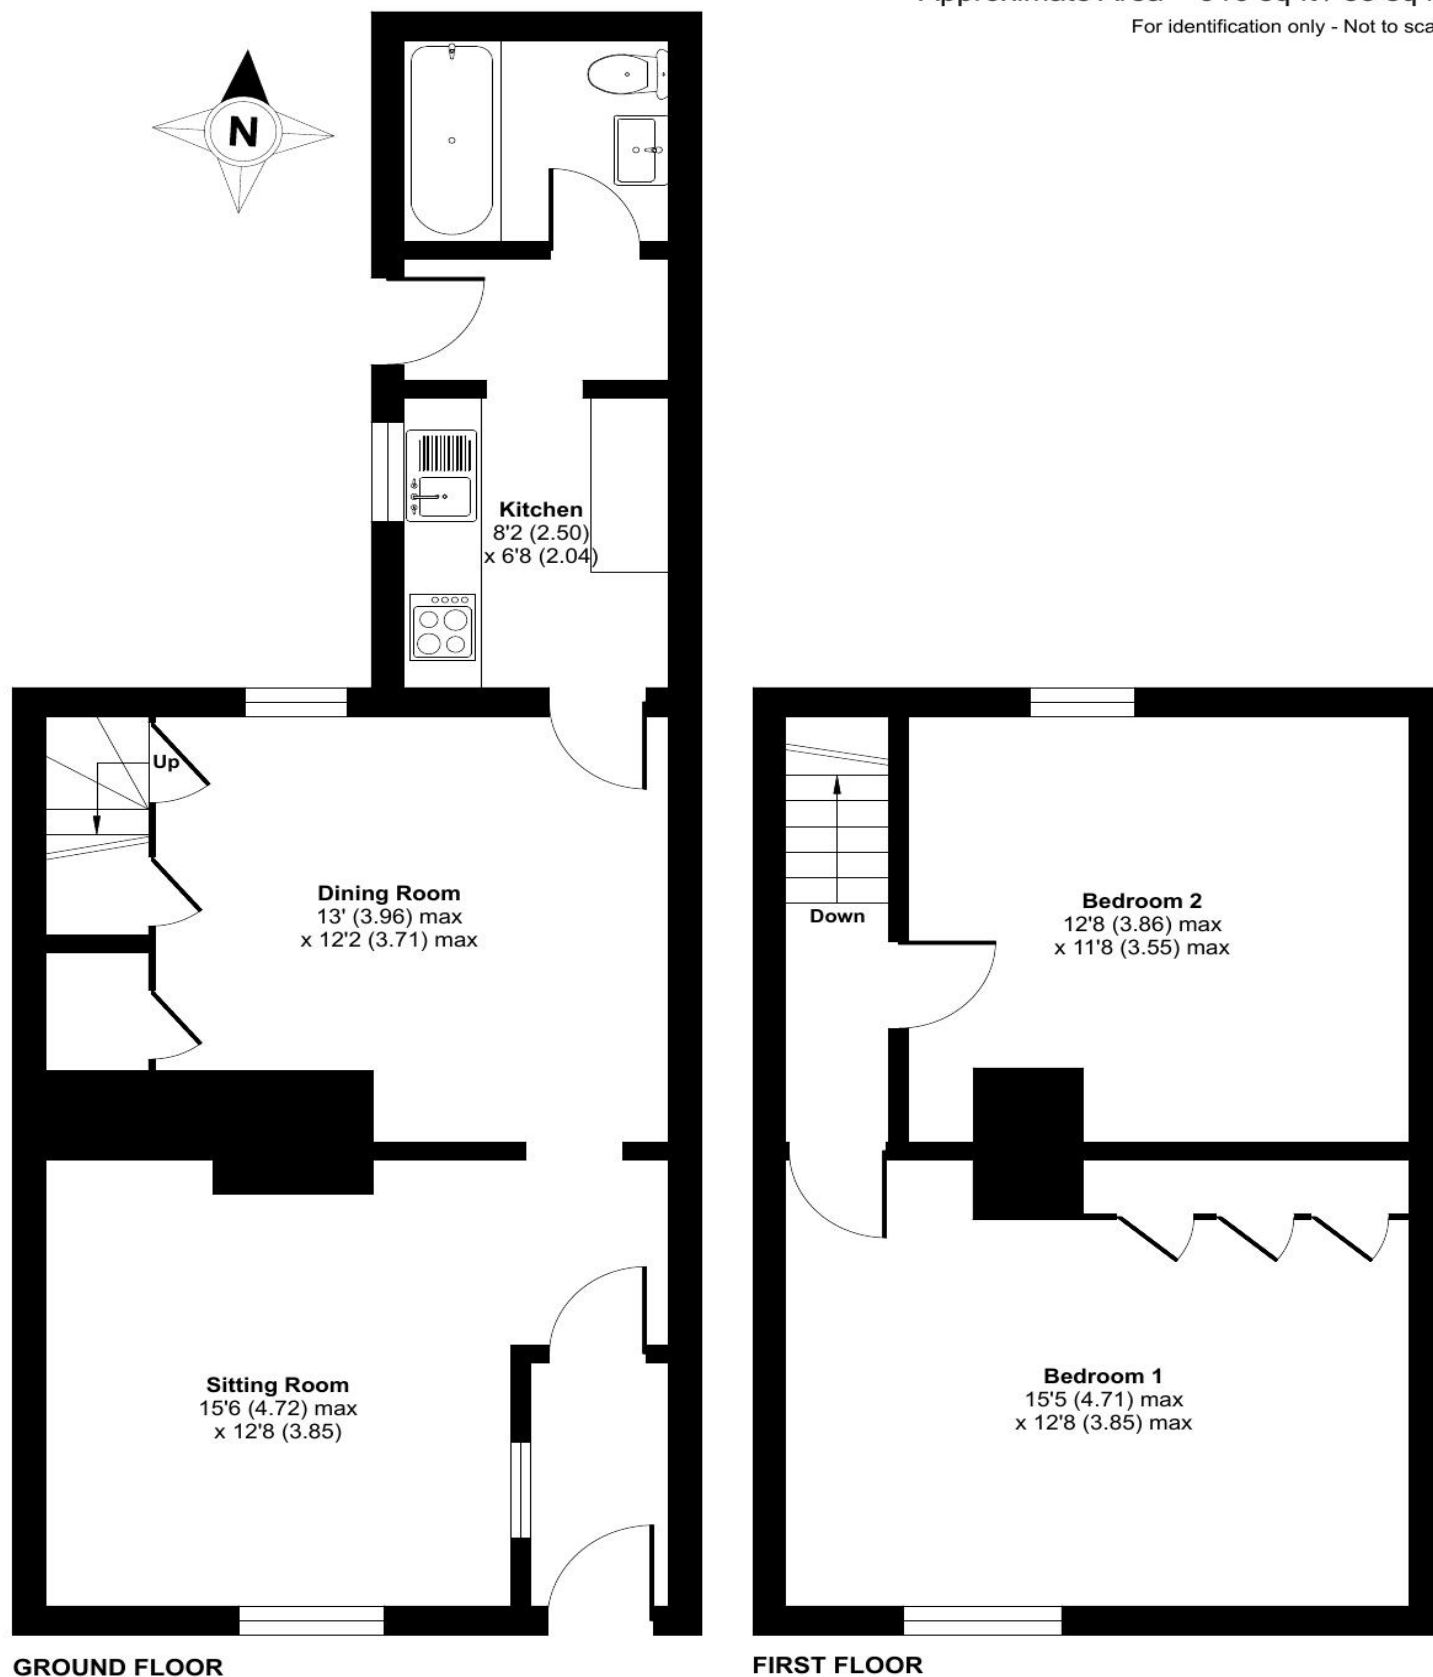 For identification only - Not to
N
Kitchen
8'2 (2.50)
x 6'8 (2.04)
Up
Dining Room
13' (3.96) max
x 12'2 (3.71) max
Down
Bedroom 2
12'8 (3.86) max
x 11'8 (3.55) max
Sitting Room
15'6 (4.72) max
x 12'8 (3.85)
Bedroom 1
15'5 (4.71) max
x 12'8 (3.85) max
GROUND FLOOR
FIRST FLOOR